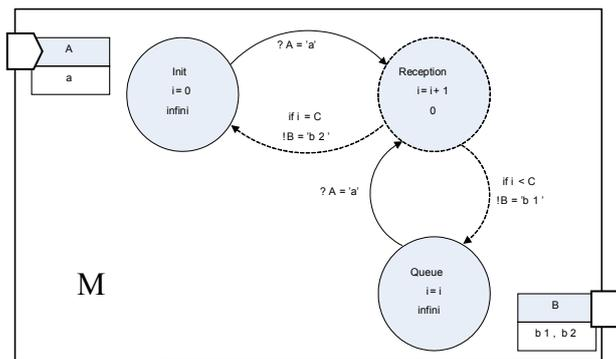 A
a
? A = 'a'
Init
i = 0
infini
Reception
i = i + 1
0
if i = C
!B = 'b 2 '
if i < C
!B = 'b 1 '
? A = 'a'
Queue
i = i
infini
M
B
b 1 , b 2